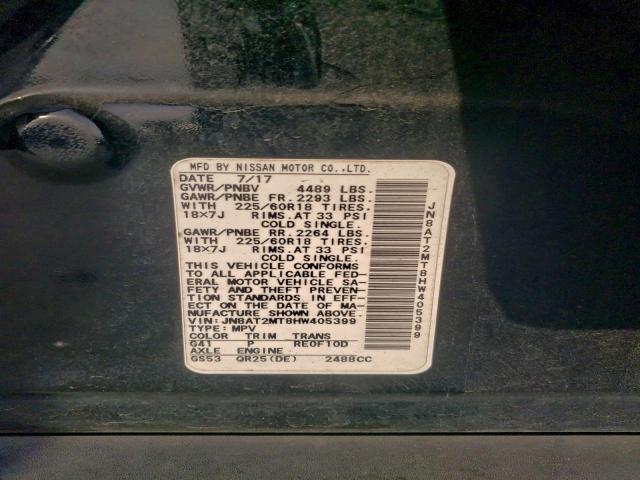 MFD BY NISSAN MOTOR CO.,LTD.
DATE 7/17
GVWR/PNBV 4489 LBS.
GAWR/PNBE FR. 2293 LBS.
WITH 225/60R18 TIRES.
18×7J RIMS.AT 33 PSI
COLD SINGLE.
GAWR/PNBE RR. 2264 LBS.
WITH 225/60R18 TIRES.
18×7J RIMS.AT 33 PSI
COLD SINGLE.
THIS VEHICLE CONFORMS
TO ALL APPLICABLE FED-
ERAL MOTOR VEHICLE SA-
FETY AND THEFT PREVEN-
TION STANDARDS IN EFF-
ECT ON THE DATE OF MA-
NUFACTURE SHOWN ABOVE.
VIN:JN8AT2MT8HW405399
TYPE:MPV
COLOR TRIM TRANS
G41 P RE0F10D
AXLE ENGINE
GS53 QR25(DE) 2488CC
JN8AT2MT8HW405399